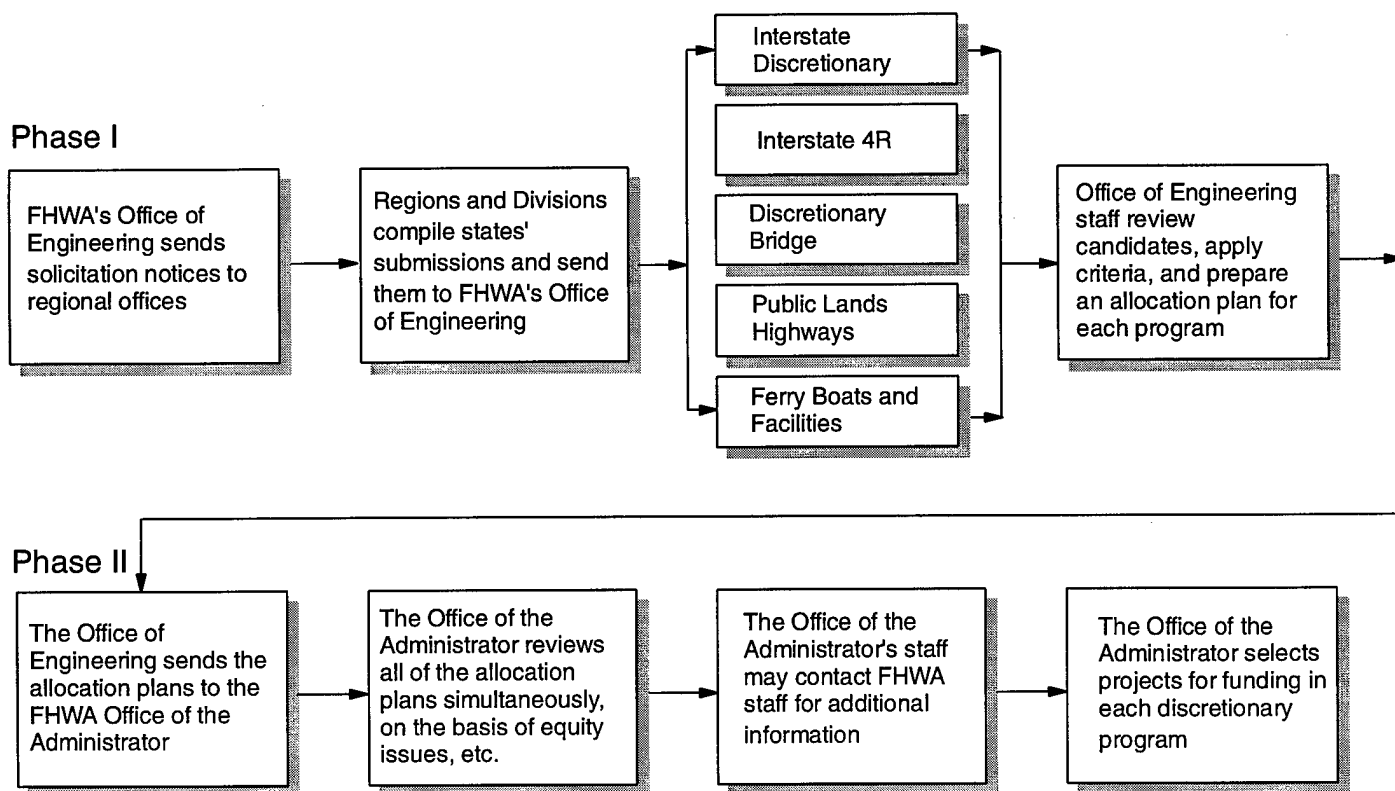 Phase I
FHWA's Office of
Engineering sends
solicitation notices to
regional offices
Regions and Divisions
compile states'
submissions and send
them to FHWA's Office
of Engineering
Interstate
Discretionary
Interstate 4R
Discretionary
Bridge
Public Lands
Highways
Ferry Boats and
Facilities
Office of Engineering
staff review
candidates, apply
criteria, and prepare
an allocation plan for
each program
Phase II
The Office of
Engineering sends the
allocation plans to the
FHWA Office of the
Administrator
The Office of the
Administrator reviews
all of the allocation
plans simultaneously,
on the basis of equity
issues, etc.
The Office of the
Administrator's staff
may contact FHWA
staff for additional
information
The Office of the
Administrator selects
projects for funding in
each discretionary
program